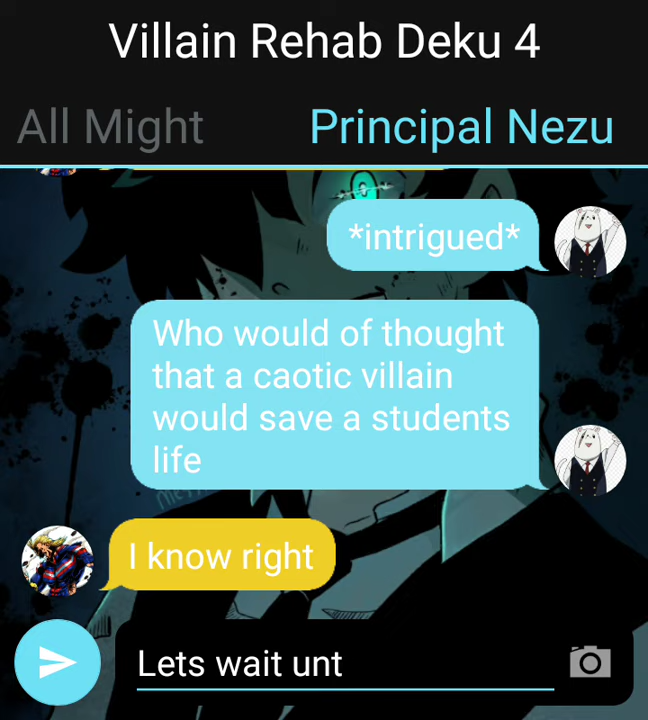 Villain Rehab Deku 4
All Might
Principal Nezu
*intrigued*
Who would of thought
that a caotic villain
would save a students
life
I know right
Lets wait unt